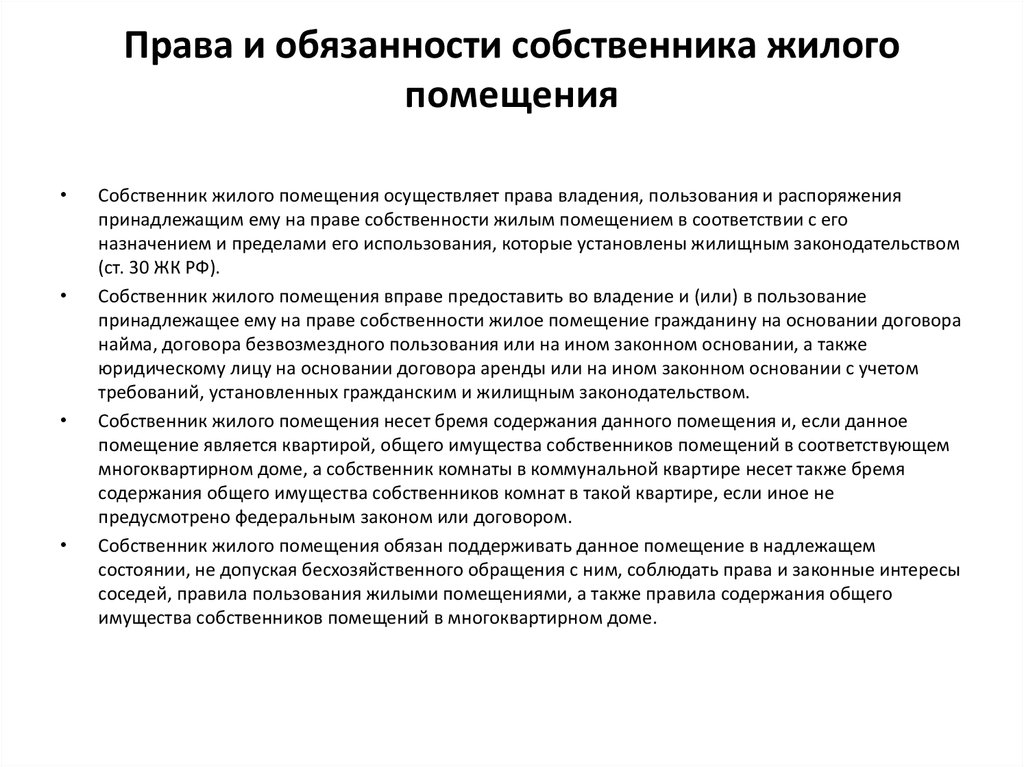 Права и обязанности собственника жилого
помещения
• Собственник жилого помещения осуществляет права владения, пользования и распоряжения
принадлежащим ему на праве собственности жилым помещением в соответствии с его
назначением и пределами его использования, которые установлены жилищным законодательством
(ст. 30 ЖК РФ).
• Собственник жилого помещения вправе предоставить во владение и (или) в пользование
принадлежащее ему на праве собственности жилое помещение гражданину на основании договора
найма, договора безвозмездного пользования или на ином законном основании, а также
юридическому лицу на основании договора аренды или на ином законном основании с учетом
требований, установленных гражданским и жилищным законодательством.
• Собственник жилого помещения несет бремя содержания данного помещения и, если данное
помещение является квартирой, общего имущества собственников помещений в соответствующем
многоквартирном доме, а собственник комнаты в коммунальной квартире несет также бремя
содержания общего имущества собственников комнат в такой квартире, если иное не
предусмотрено федеральным законом или договором.
• Собственник жилого помещения обязан поддерживать данное помещение в надлежащем
состоянии, не допуская бесхозяйственного обращения с ним, соблюдать права и законные интересы
соседей, правила пользования жилыми помещениями, а также правила содержания общего
имущества собственников помещений в многоквартирном доме.